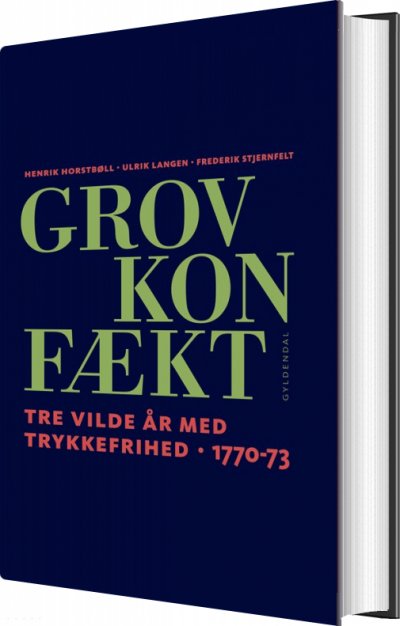 HENRIK HORSTBØLL · ULRIK LANGEN · FREDERIK STJERNFELT
GROV
KON
FÆKT
GYLDENDAL
TRE VILDE ÅR MED
TRYKKEFRIHED · 1770-73